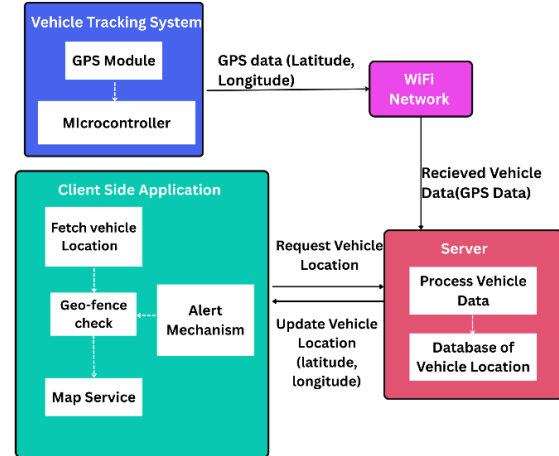 Vehicle Tracking System
GPS Module
MIcrocontroller
GPS data (Latitude,
Longitude)
WiFi
Network
Recieved Vehicle
Data(GPS Data)
Client Side Application
Fetch vehicle
Location
Geo-fence
check
Alert
Mechanism
Map Service
Request Vehicle
Location
Update Vehicle
Location
(latitude,
longitude)
Server
Process Vehicle
Data
Database of
Vehicle Location